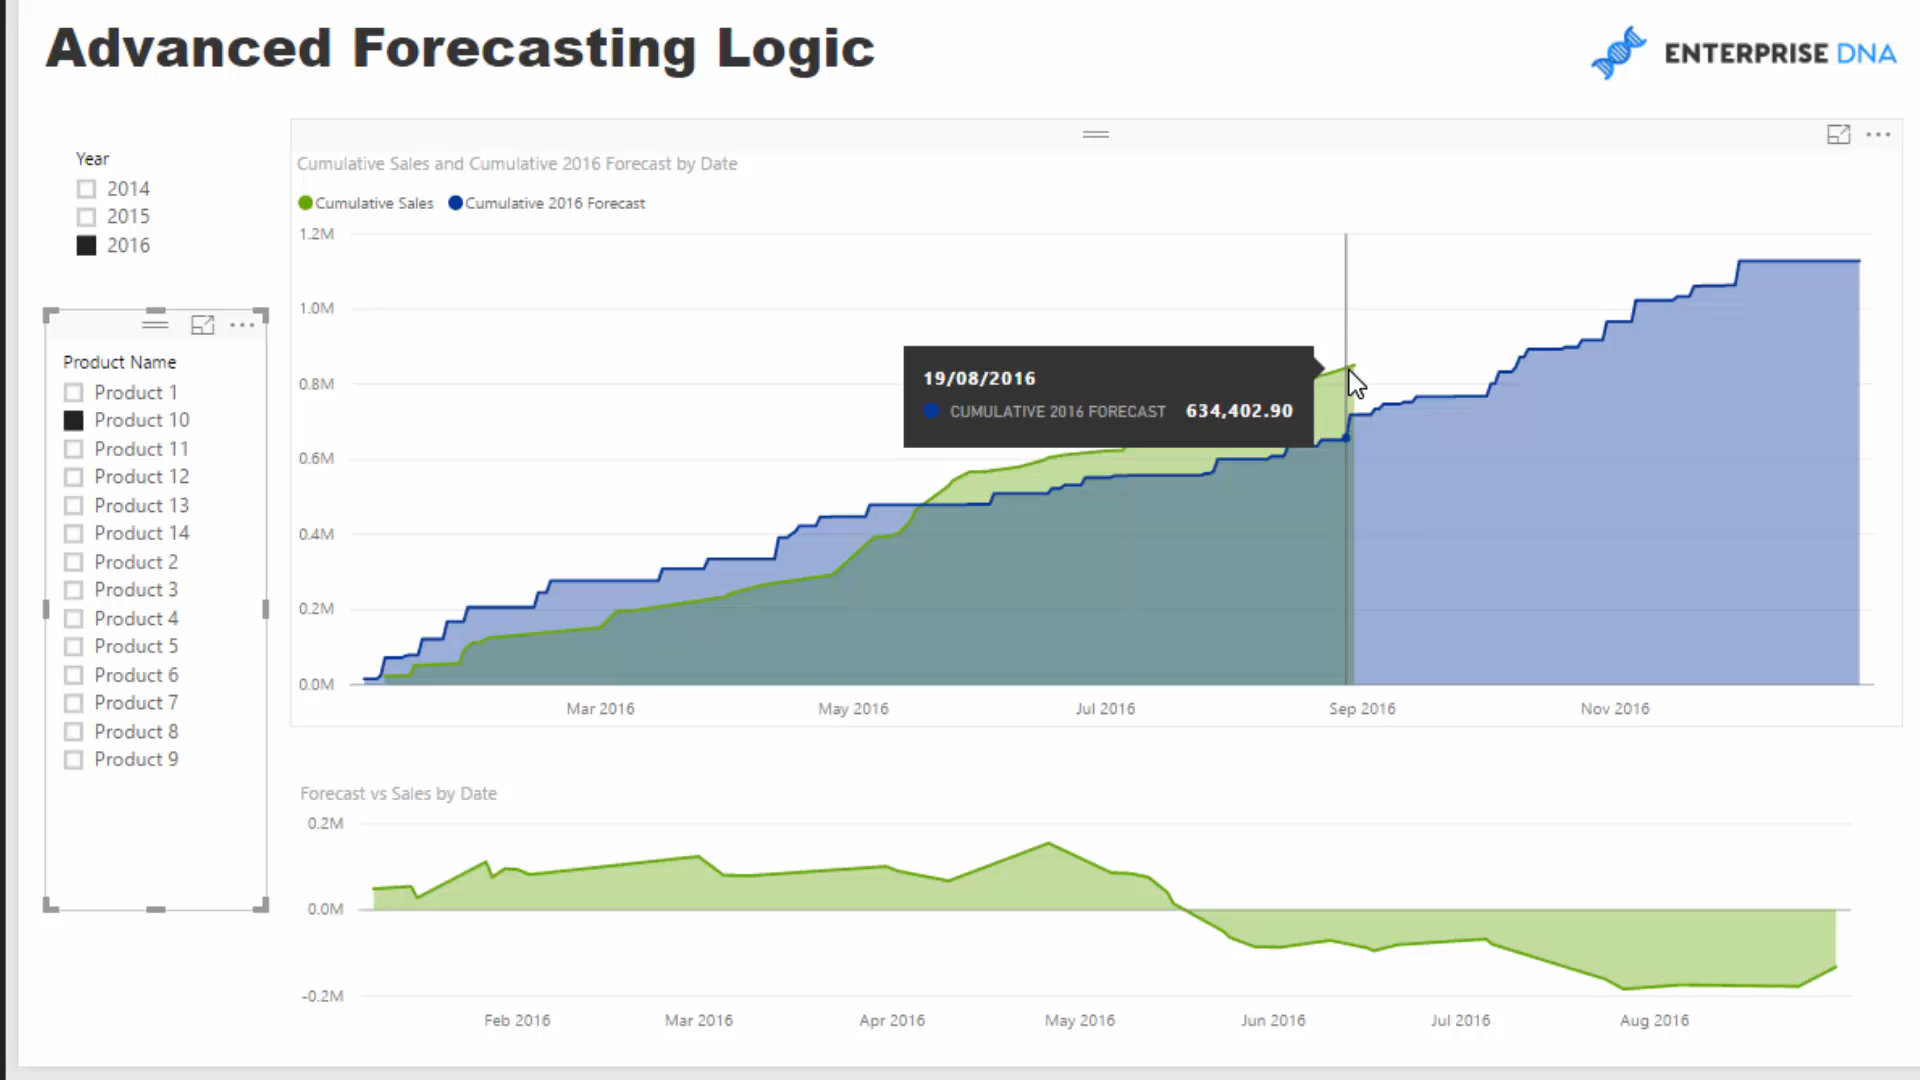 Advanced Forecasting Logic
ENTERPRISE DNA
Year
2014
2015
2016
Product Name
Product 1
Product 10
Product 11
Product 12
Product 13
Product 14
Product 2
Product 3
Product 4
Product 5
Product 6
Product 7
Product 8
Product 9
Cumulative Sales and Cumulative 2016 Forecast by Date
Cumulative Sales Cumulative 2016 Forecast
1.2M
1.0M
0.8M
0.6M
0.4M
0.2M
0.0M
19/08/2016
CUMULATIVE 2016 FORECAST 634,402.90
Mar 2016 May 2016 Jul 2016 Sep 2016 Nov 2016
Forecast vs Sales by Date
0.2M
0.0M
-0.2M
Feb 2016 Mar 2016 Apr 2016 May 2016 Jun 2016 Jul 2016 Aug 2016